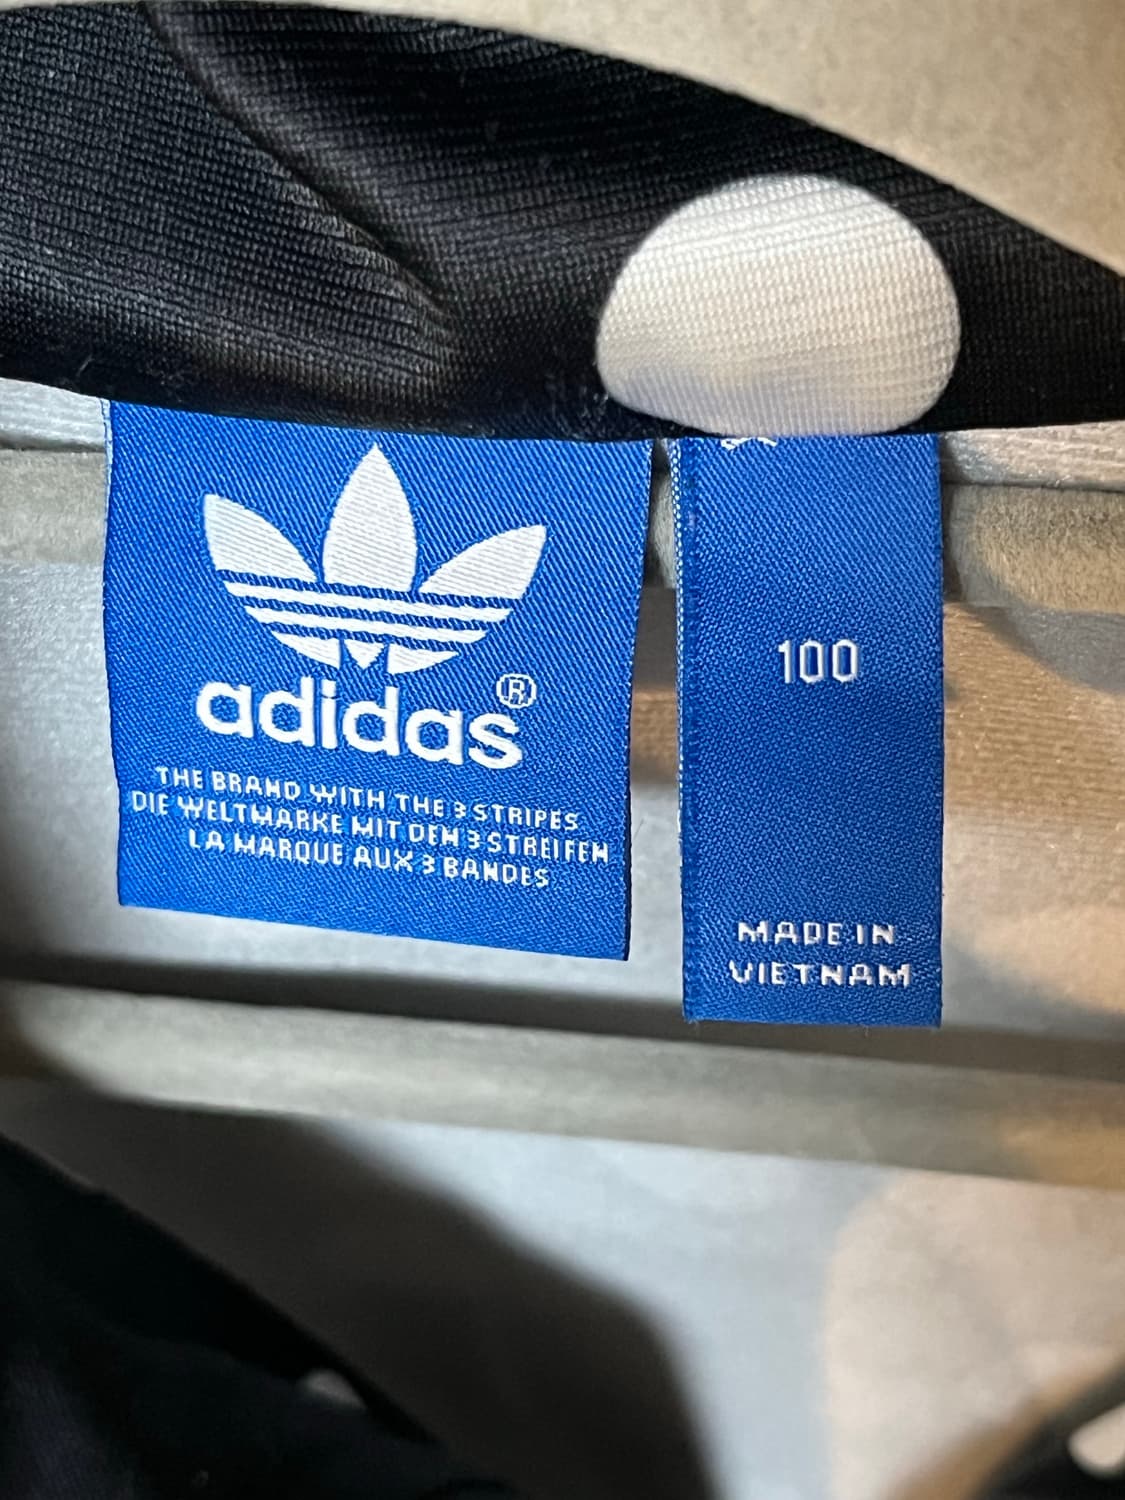 adidas®
THE BRAND WITH THE 3 STRIPES
DIE WELTMARKE MIT DEN 3 STREIFEN
LA MARQUE AUX 3 BANDES
100
MADE IN
VIETNAM